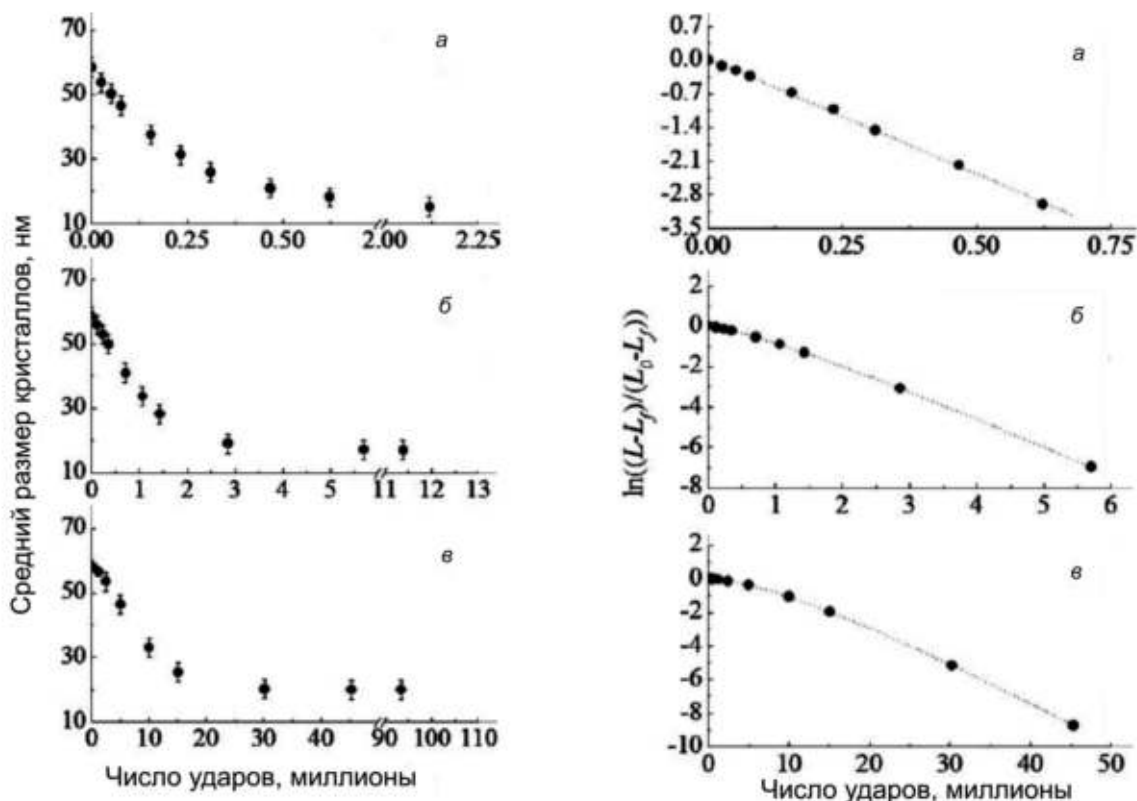 Средний размер кристаллов, нм
70
50
30
10
а
0.00 0.25 0.50 2.00 2.25
70
50
30
10
б
0 1 2 3 4 5 11 12 13
70
50
30
10
в
0 10 20 30 40 90 100 110
Число ударов, миллионы
ln((L-Lf)/(L0-Lf))
0.7
0.0
-0.7
-1.4
-2.1
-2.8
-3.5
а
0.00 0.25 0.50 0.75
2
0
-2
-4
-6
-8
б
0 1 2 3 4 5 6
2
0
-2
-4
-6
-8
-10
в
0 10 20 30 40 50
Число ударов, миллионы